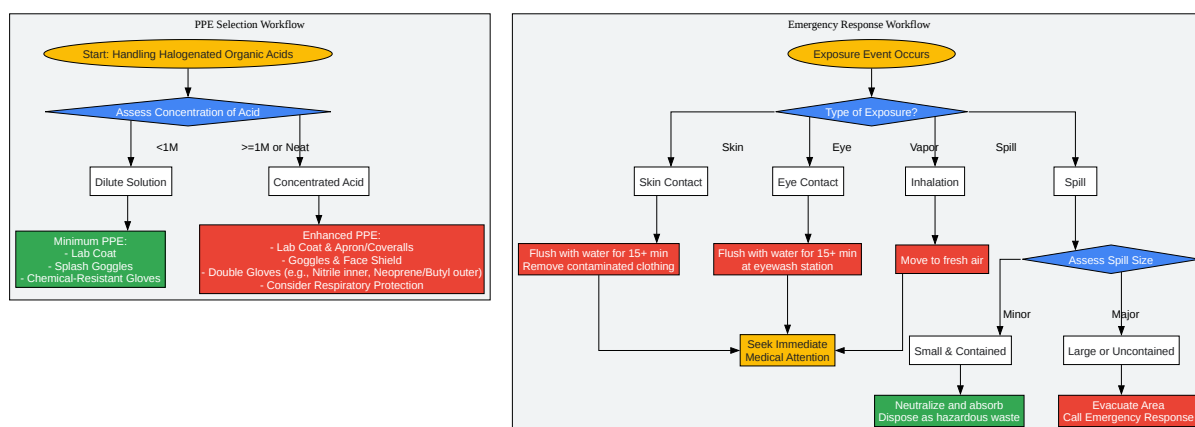 PPE Selection Workflow
Start: Handling Halogenated Organic Acids
Assess Concentration of Acid
<1M
>=1M or Neat
Dilute Solution
Concentrated Acid
Minimum PPE:
- Lab Coat
- Splash Goggles
- Chemical-Resistant Gloves
Enhanced PPE:
- Lab Coat & Apron/Coveralls
- Goggles & Face Shield
- Double Gloves (e.g., Nitrile inner, Neoprene/Butyl outer)
- Consider Respiratory Protection
Emergency Response Workflow
Exposure Event Occurs
Type of Exposure?
Skin
Eye
Vapor
Spill
Skin Contact
Eye Contact
Inhalation
Spill
Flush with water for 15+ min
Remove contaminated clothing
Flush with water for 15+ min
at eyewash station
Move to fresh air
Assess Spill Size
Minor
Major
Seek Immediate
Medical Attention
Small & Contained
Large or Uncontained
Neutralize and absorb
Dispose as hazardous waste
Evacuate Area
Call Emergency Response